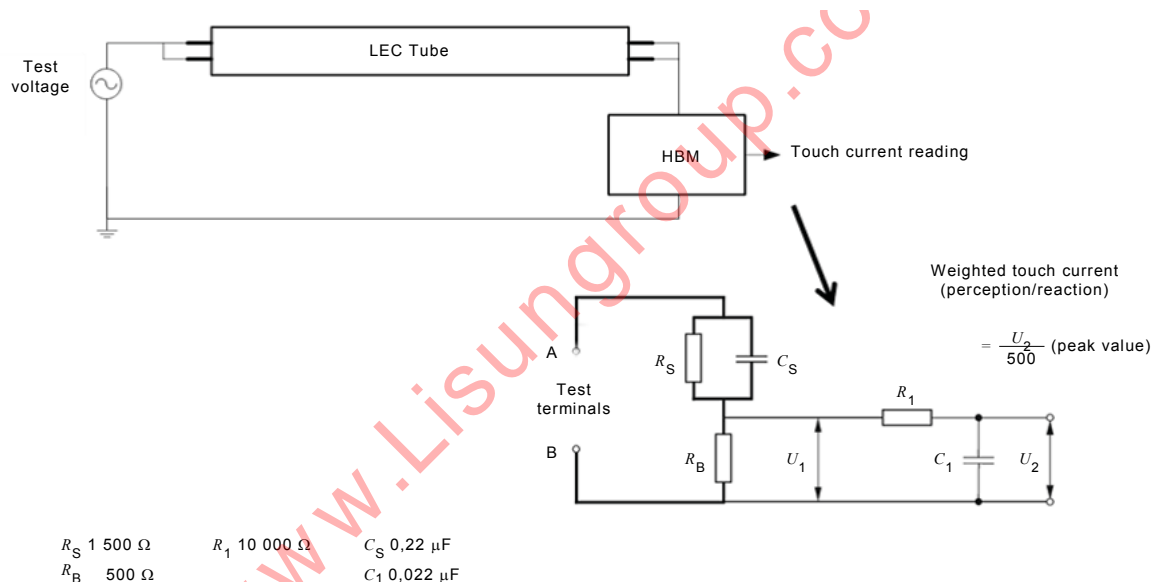 LEC Tube
Test
voltage
HBM
Touch current reading
Weighted touch current
(perception/reaction)
= U2
500 (peak value)
A
RS
CS
Test
terminals
R1
B
RB
U1
C1
U2
RS 1 500 Ω R1 10 000 Ω CS 0,22 μF
RB 500 Ω C1 0,022 μF
www.Lisungroup.co